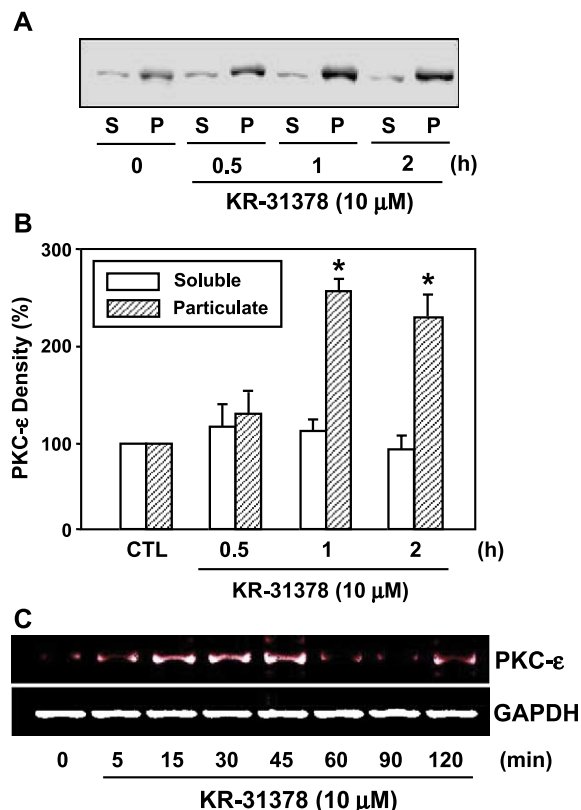 A
S P S P S P S P
0 0.5 1 2 (h)
KR-31378 (10 μM)
B
300
200
100
0
PKC-ε Density (%)
Soluble
Particulate
*
*
CTL 0.5 1 2 (h)
KR-31378 (10 μM)
C
PKC-ε
GAPDH
0 5 15 30 45 60 90 120 (min)
KR-31378 (10 μM)